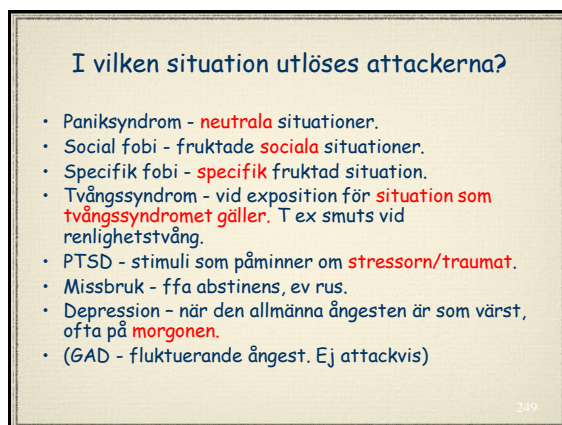 I vilken situation utlöses attackerna?
• Paniksyndrom - neutrala situationer.
• Social fobi - fruktade sociala situationer.
• Specifik fobi - specifik fruktad situation.
• Tvångssyndrom - vid exposition för situation som
tvångssyndromet gäller. T ex smuts vid
renlighetstvång.
• PTSD - stimuli som påminner om stressorn/traumat.
• Missbruk - ffa abstinens, ev rus.
• Depression – när den allmänna ångesten är som värst,
ofta på morgonen.
• (GAD - fluktuerande ångest. Ej attackvis)
249